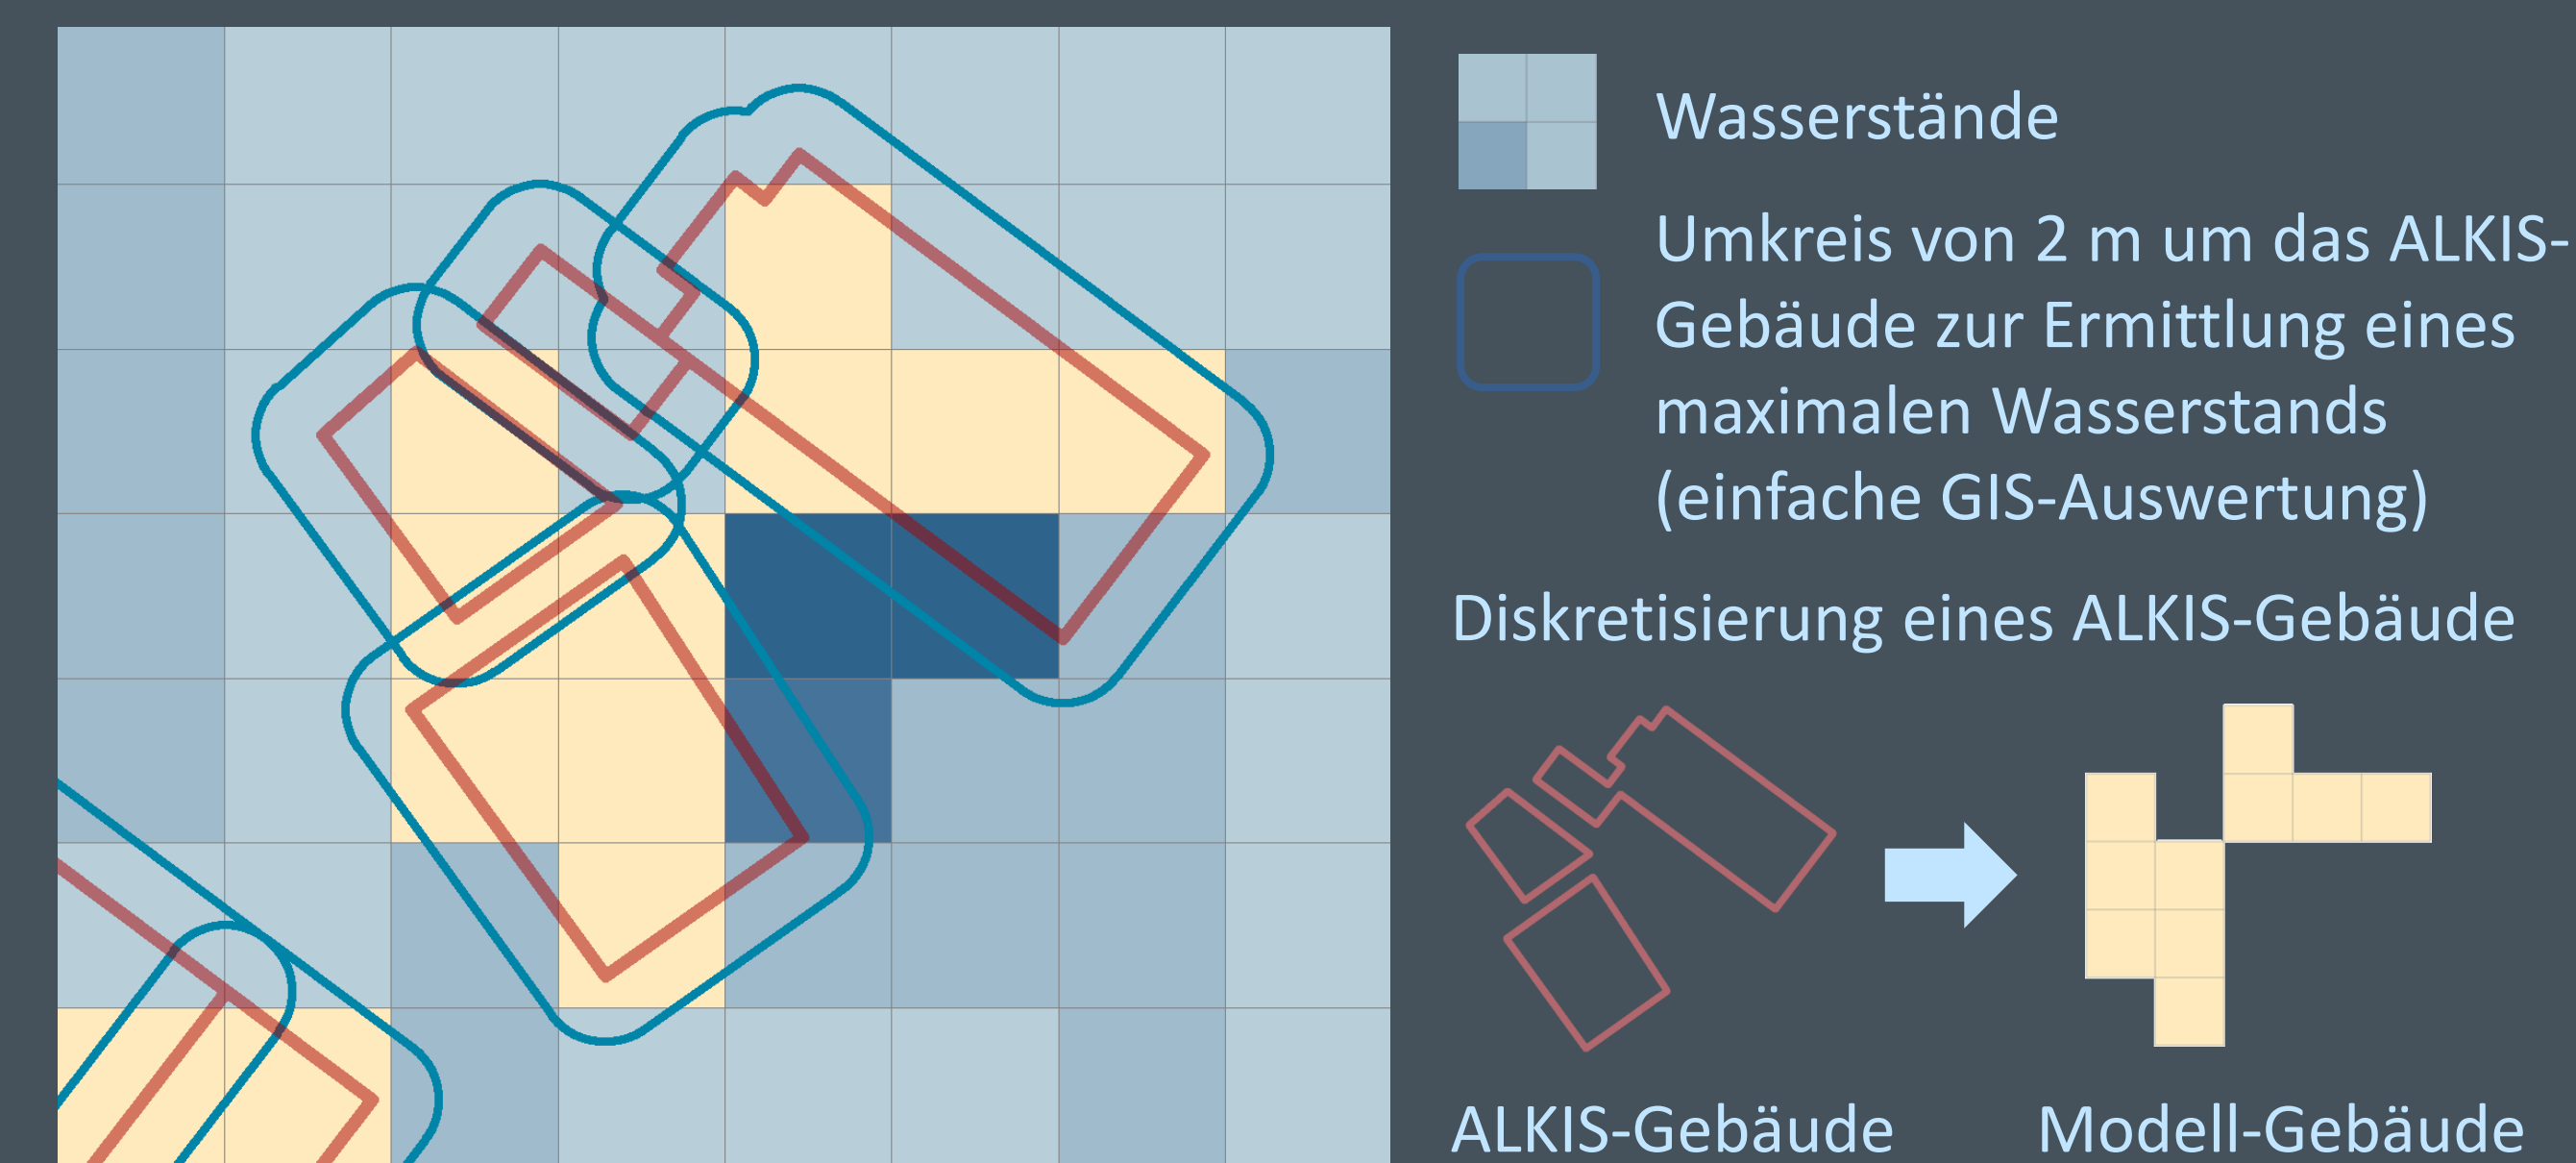 Wasserstände
Umkreis von 2 m um das ALKIS-
Gebäude zur Ermittlung eines
maximalen Wasserstands
(einfache GIS-Auswertung)
Diskretisierung eines ALKIS-Gebäude
ALKIS-Gebäude
Modell-Gebäude